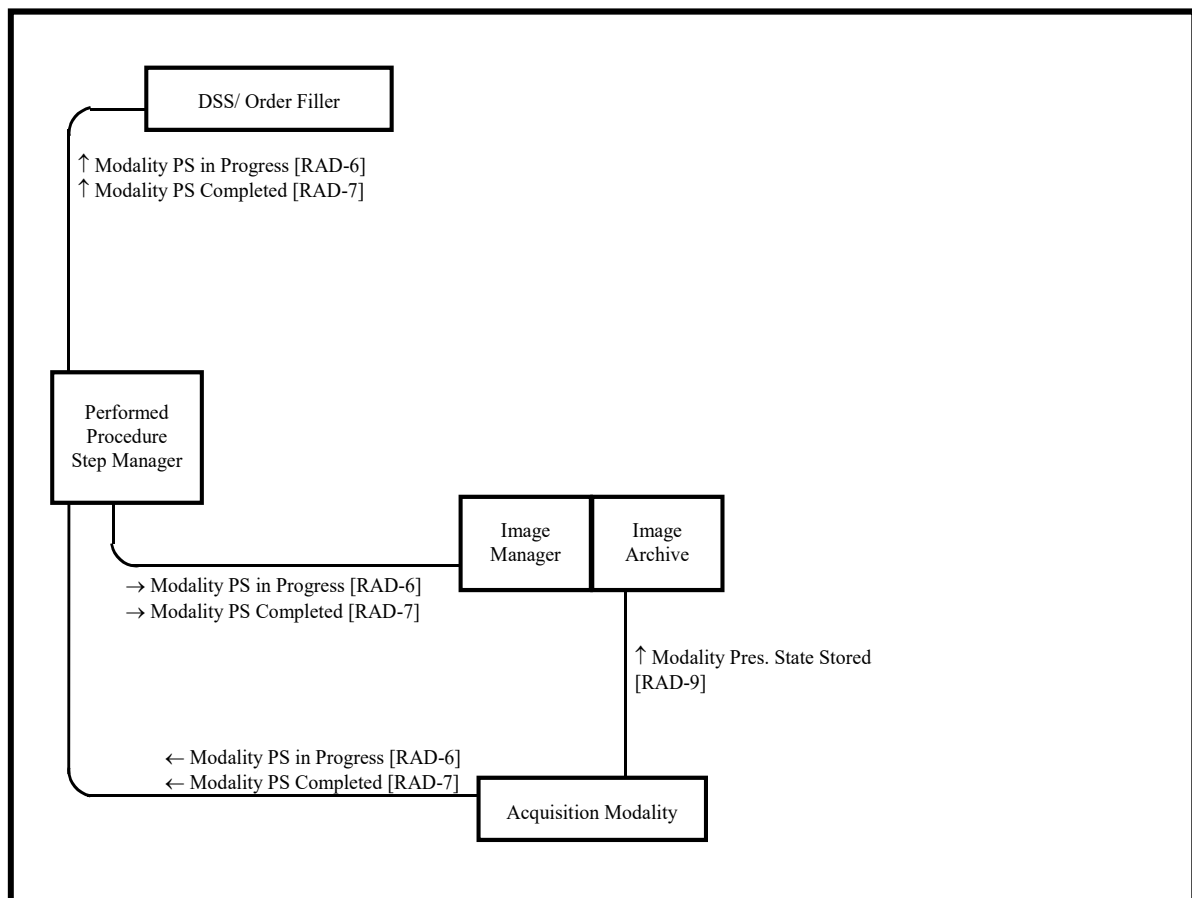 DSS/ Order Filler
↑ Modality PS in Progress [RAD-6]
↑ Modality PS Completed [RAD-7]
Performed
Procedure
Step Manager
Image
Manager
Image
Archive
→ Modality PS in Progress [RAD-6]
→ Modality PS Completed [RAD-7]
↑ Modality Pres. State Stored
[RAD-9]
← Modality PS in Progress [RAD-6]
← Modality PS Completed [RAD-7]
Acquisition Modality